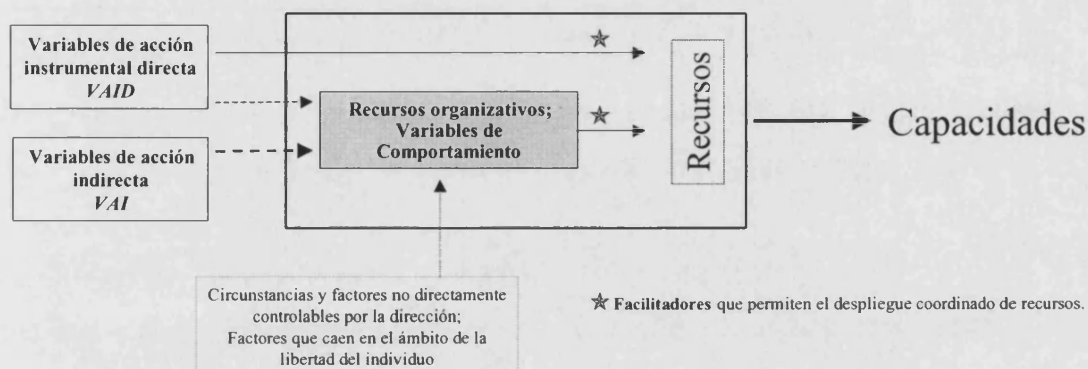 Variables de acción
instrumental directa
VAID
Variables de acción
indirecta
VAI
Recursos organizativos;
Variables de
Comportamiento
Recursos
Capacidades
Circunstancias y factores no directamente
controlables por la dirección;
Factores que caen en el ámbito de la
libertad del individuo
Facilitadores que permiten el despliegue coordinado de recursos.